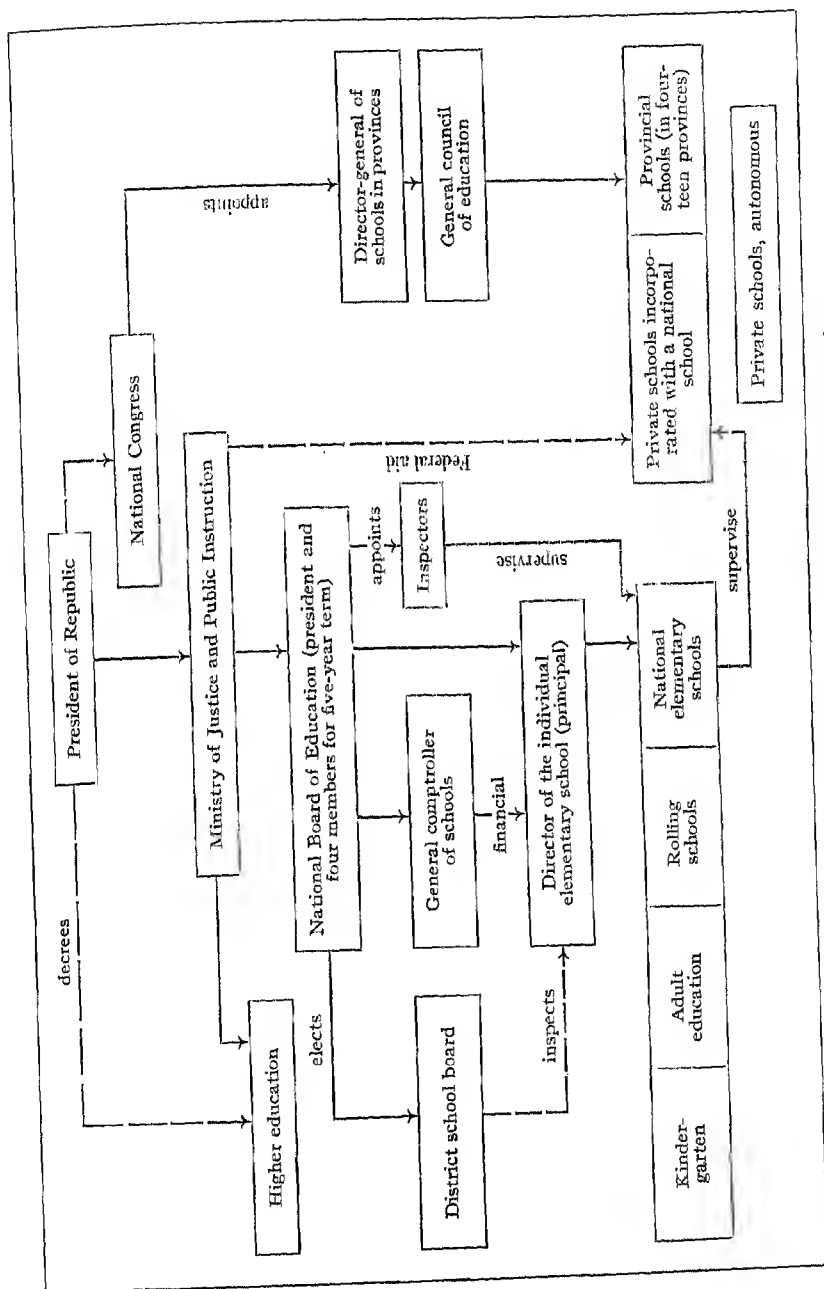 President of Republic
decrees
National Congress
appoints
Ministry of Justice and Public Instruction
Higher education
Director-general of
schools in provinces
General council
of education
National Board of Education (president and
four members for five-year term)
elects
appoints
Federal aid
Inspectors
General comptroller
of schools
District school board
financial
supervise
inspects
Director of the individual
elementary school (principal)
Kinder-
garten
Adult
education
Rolling
schools
National
elementary
schools
supervise
Private schools incorpo-
rated with a national
school
Provincial
schools (in four-
teen provinces)
Private schools, autonomous